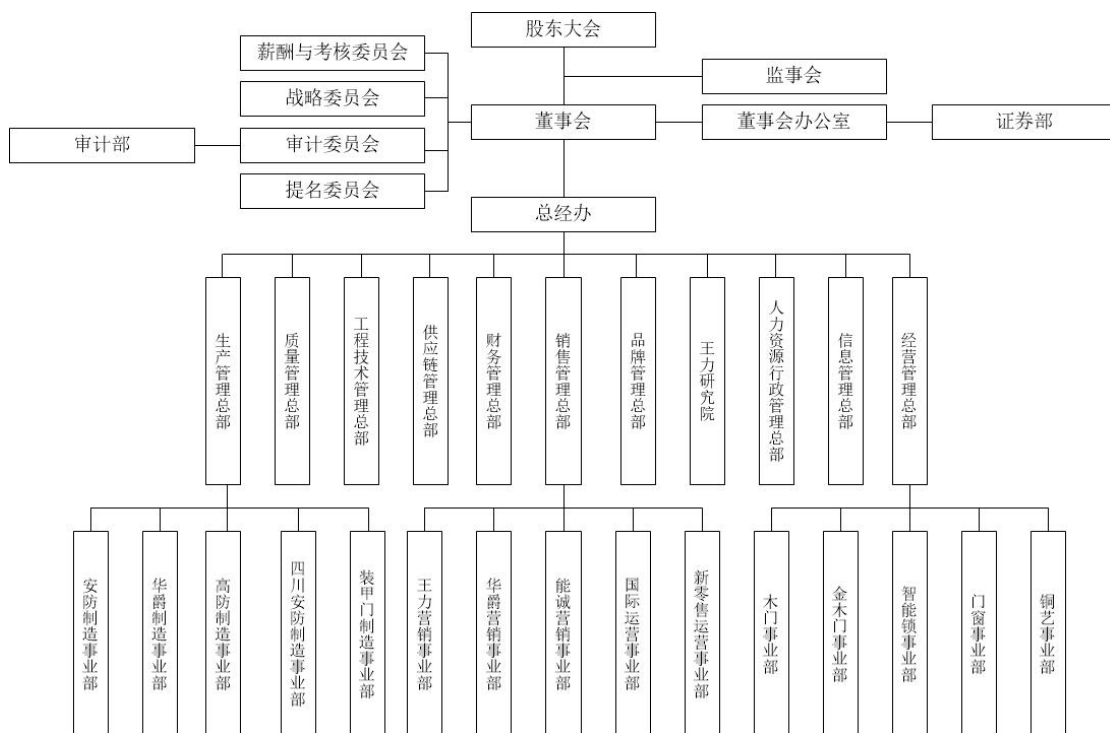 股东大会
薪酬与考核委员会
监事会
战略委员会
董事会
董事会办公室
证券部
审计部
审计委员会
提名委员会
总经办
生产管理总部
质量管理总部
工程技术管理总部
供应链管理总部
财务管理总部
销售管理总部
品牌管理总部
王力研究院
人力资源行政管理总部
信息管理总部
经营管理总部
安防制造事业部
华爵制造事业部
高防制造事业部
四川安防制造事业部
装甲门制造事业部
王力营销事业部
华爵营销事业部
能诚营销事业部
国际运营事业部
新零售运营事业部
木门事业部
金木门事业部
智能锁事业部
门窗事业部
铜艺事业部